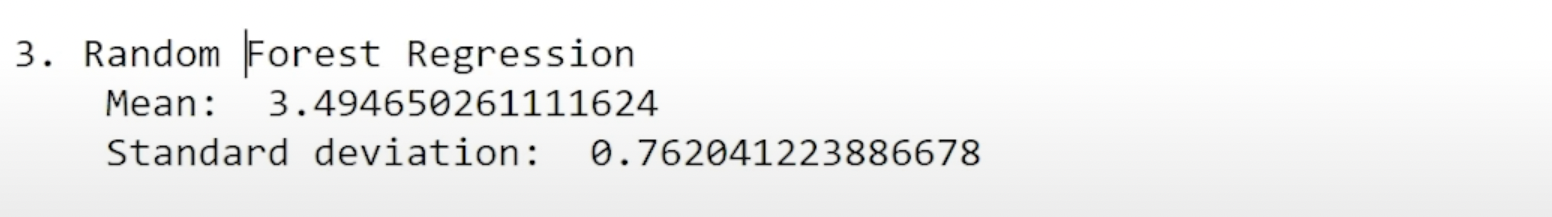 3. Random Forest Regression
Mean: 3.494650261111624
Standard deviation: 0.762041223886678